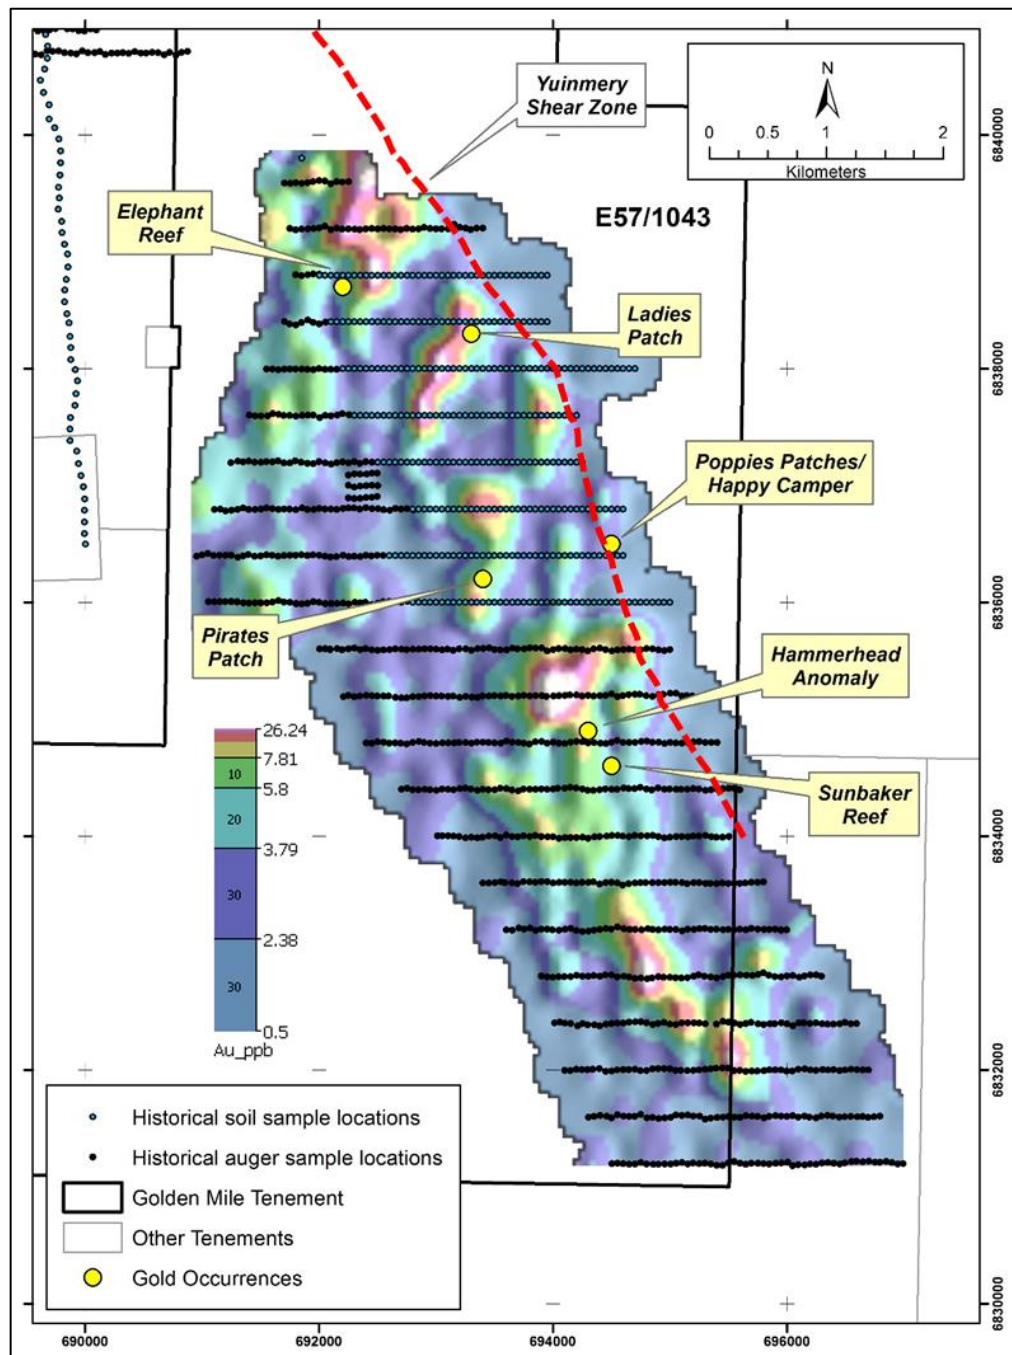 Yuinmery
Shear Zone
N
0 0.5 1 2
Kilometers
6840000
Elephant
Reef
E57/1043
Ladies
Patch
6838000
Poppies Patches/
Happy Camper
6836000
Pirates
Patch
Hammerhead
Anomaly
Sunbaker
Reef
26.24
7.81
10
5.8
20
3.79
30
2.38
30
0.5
Au_ppb
6834000
6832000
Historical soil sample locations
Historical auger sample locations
Golden Mile Tenement
Other Tenements
Gold Occurrences
6830000
690000 692000 694000 696000